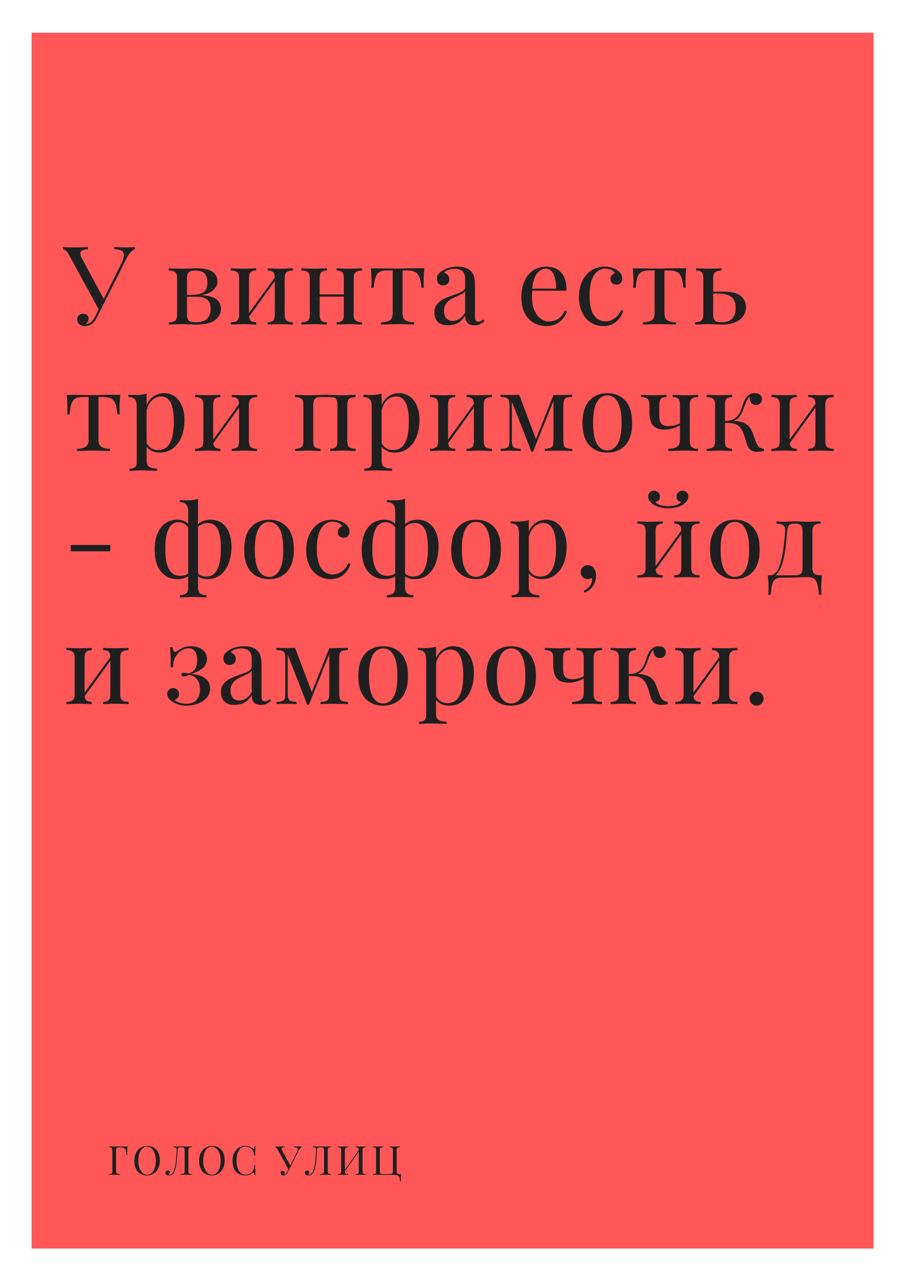 У винта есть
три примочки
- фосфор, йод
и заморочки.
ГОЛОС УЛИЦ